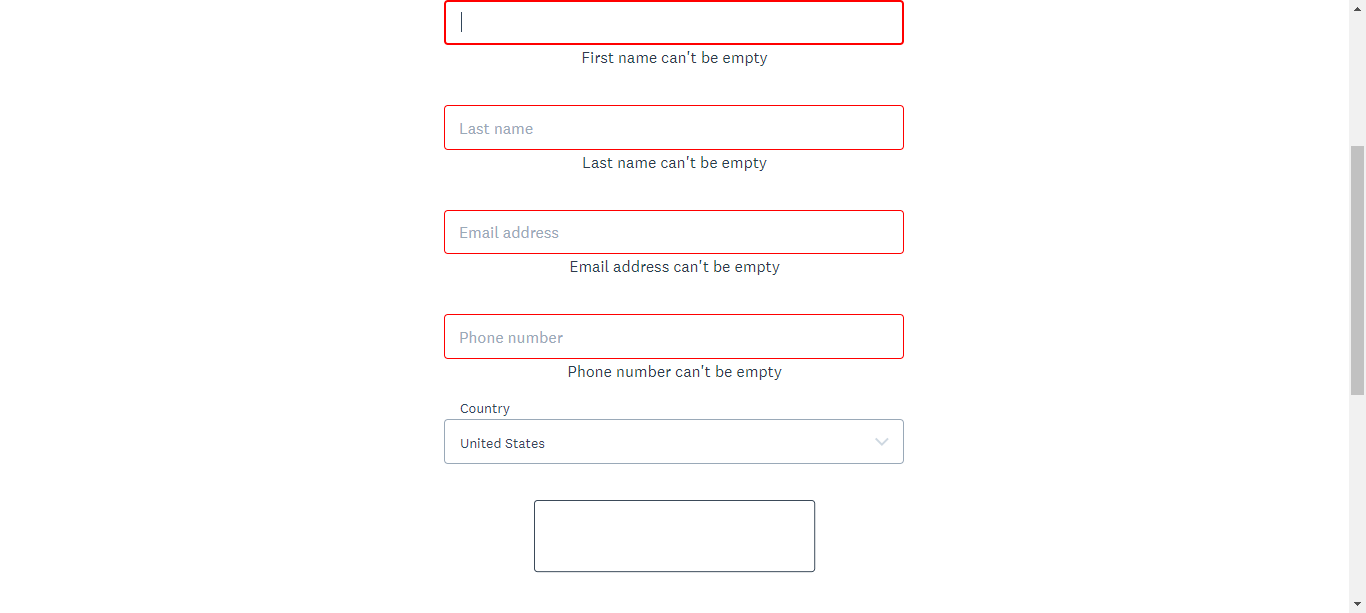 First name can't be empty
Last name
Last name can't be empty
Email address
Email address can't be empty
Phone number
Phone number can't be empty
Country
United States